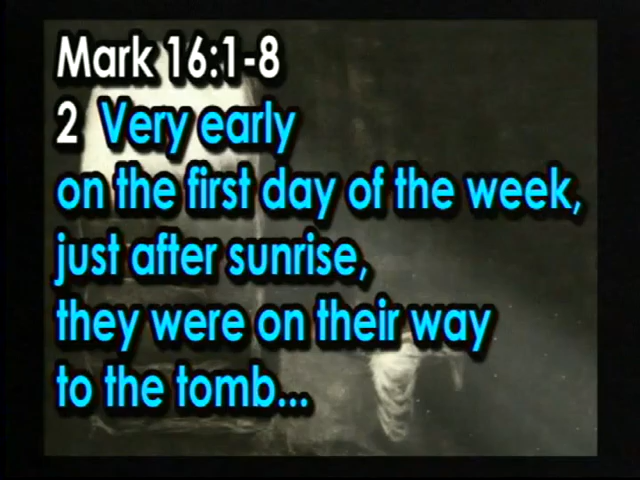 Mark 16:1-8
2 Very early
on the first day of the week,
just after sunrise,
they were on their way
to the tomb...